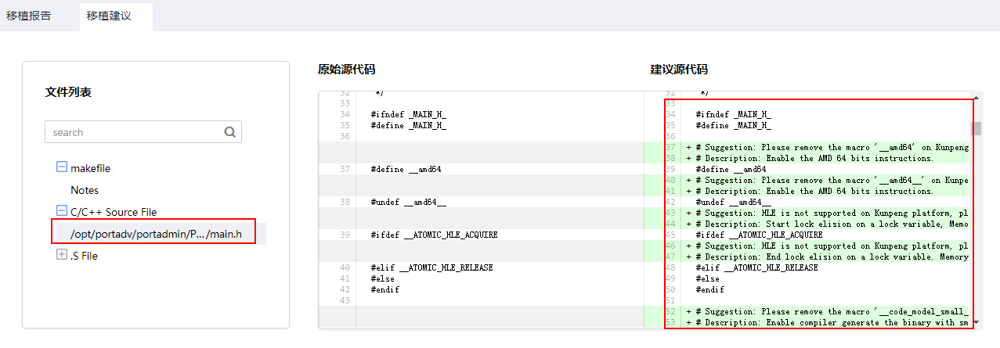 移植报告 移植建议
文件列表
search
makefile
Notes
C/C++ Source File
/opt/portadv/portadmin/P.../main.h
.S File
原始源代码 建议源代码
32 */ 32 */
33 33
34 #ifndef _MAIN_H_ 34 #ifndef _MAIN_H_
35 #define _MAIN_H_ 35 #define _MAIN_H_
36 36
37 + # Suggestion: Please remove the macro '__amd64' on Kunpeng
38 + # Description: Enable the AMD 64 bits instructions.
37 #define __amd64 39 #define __amd64
40 + # Suggestion: Please remove the macro '__amd64__' on Kunpe
41 + # Description: Enable the AMD 64 bits instructions.
38 #undef __amd64__ 42 #undef __amd64__
43 + # Suggestion: HLE is not supported on Kunpeng platform, pl
44 + # Description: Start lock elision on a lock variable, Memo
39 #ifdef __ATOMIC_HLE_ACQUIRE 45 #ifdef __ATOMIC_HLE_ACQUIRE
46 + # Suggestion: HLE is not supported on Kunpeng platform, pl
47 + # Description: End lock elision on a lock variable. Memory
40 #elif __ATOMIC_HLE_RELEASE 48 #elif __ATOMIC_HLE_RELEASE
41 #else 49 #else
42 #endif 50 #endif
43 51
52 + # Suggestion: Please remove the macro '__code_model_small_
53 + # Description: Enable compiler generate the binary with sm